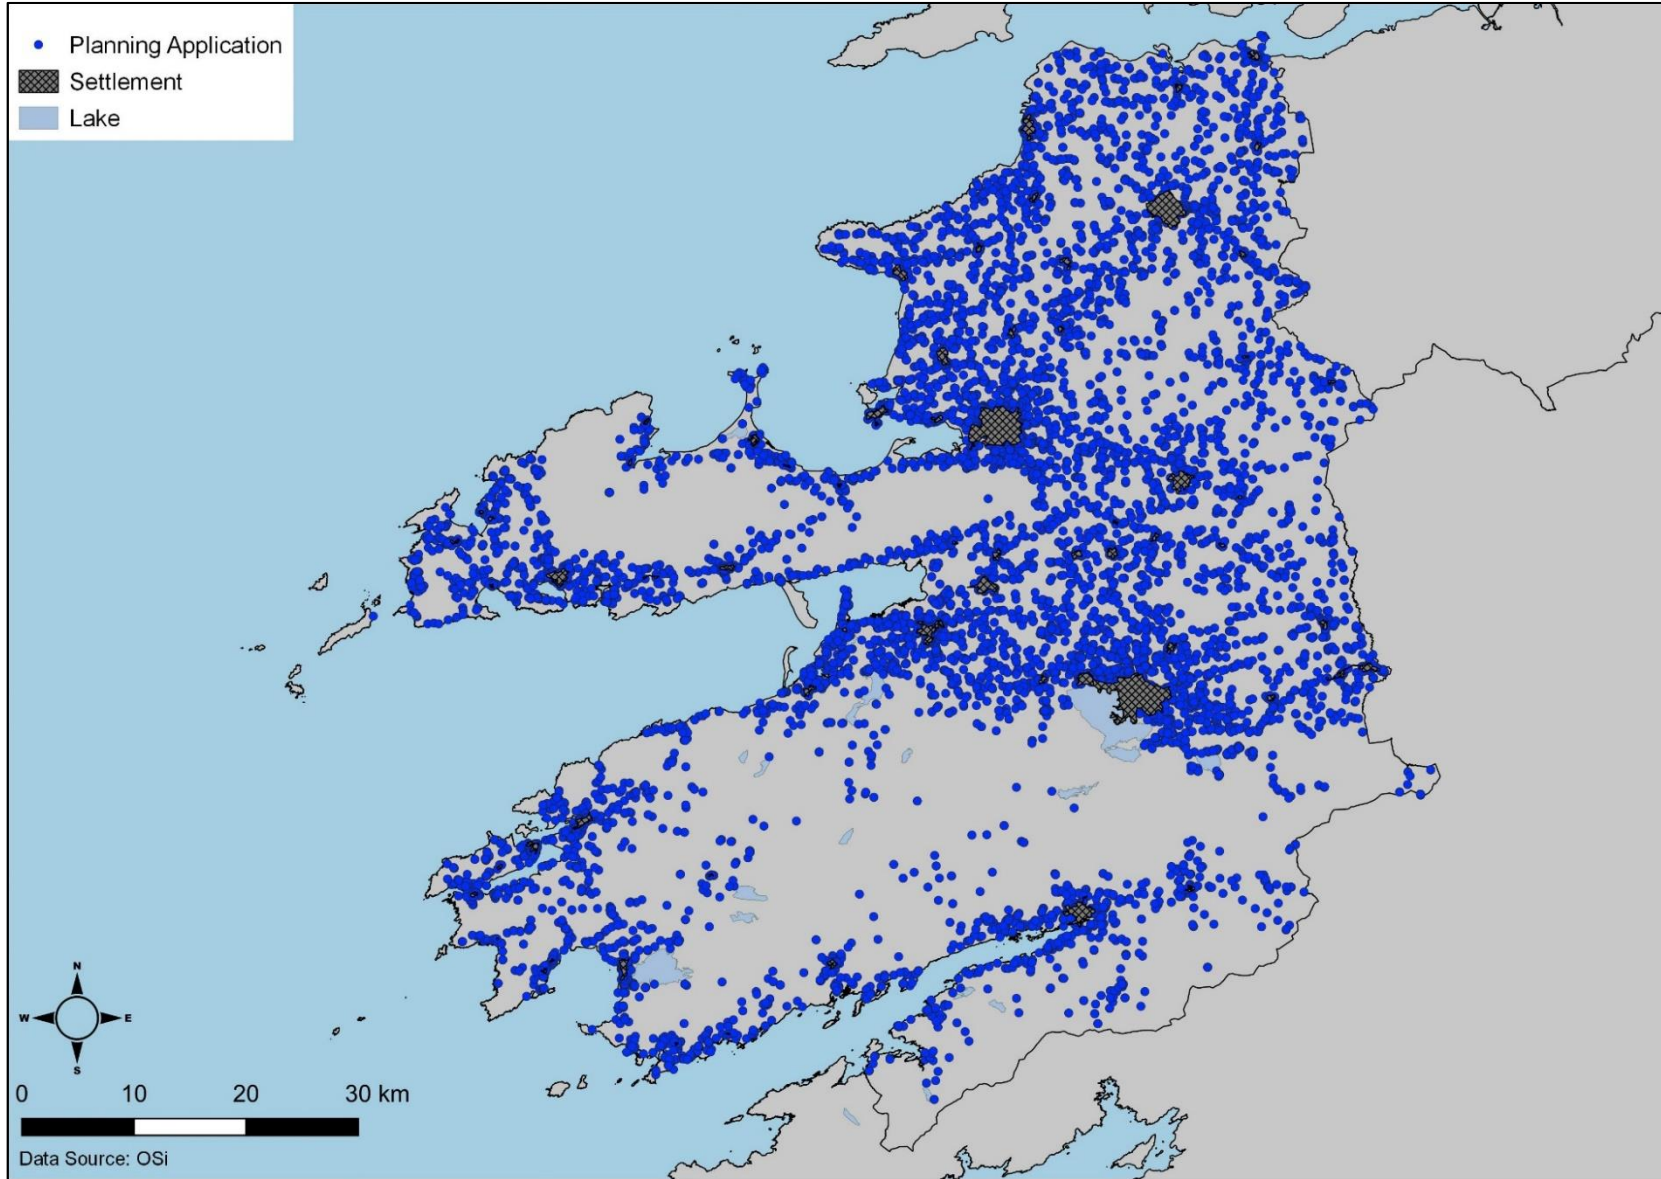 Planning Application
Settlement
Lake
N
W E
S
0 10 20 30 km
Data Source: OSi